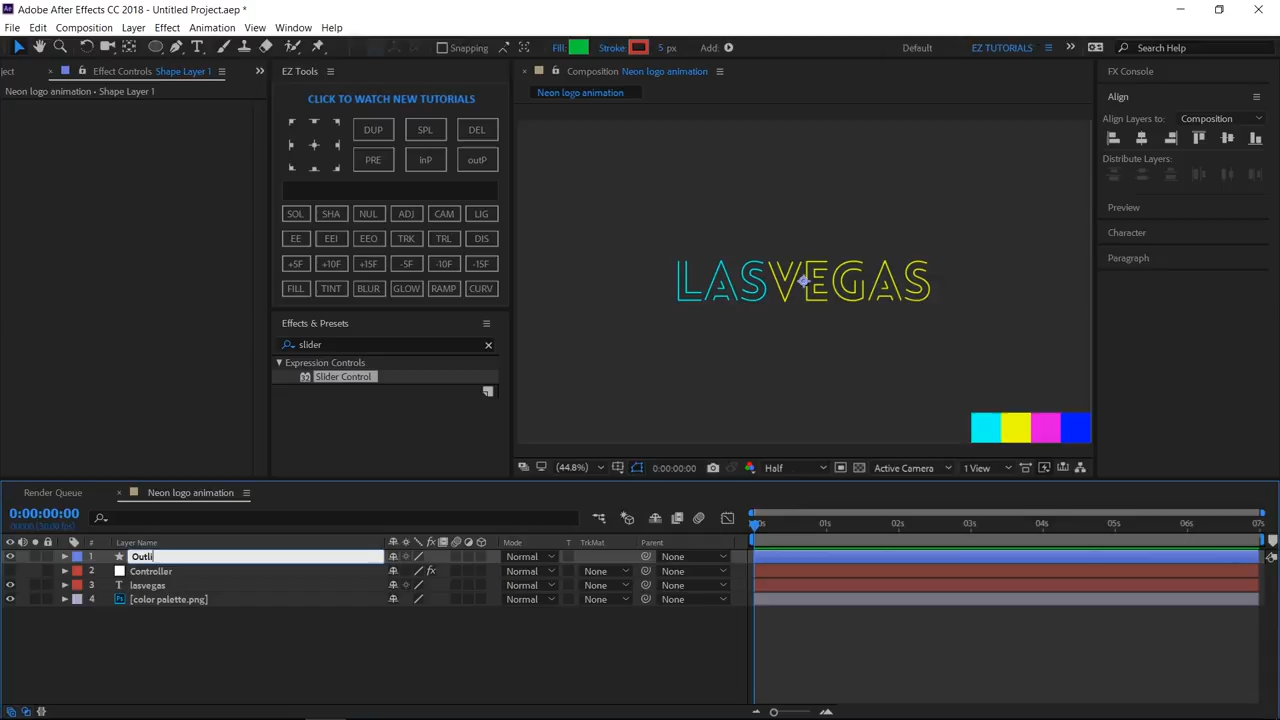 Adobe After Effects CC 2018 - Untitled Project.aep *
File Edit Composition Layer Effect Animation View Window Help
Snapping Fill: Stroke: 5 px Add: Default EZ TUTORIALS Search Help
ject Effect Controls Shape Layer 1
Neon logo animation • Shape Layer 1
EZ Tools
CLICK TO WATCH NEW TUTORIALS
DUP SPL DEL
PRE inP outP
SOL SHA NUL ADJ CAM LIG
EE EEI EEO TRK TRL DIS
+5F +10F +15F -5F -10F -15F
FILL TINT BLUR GLOW RAMP CURV
Effects & Presets
slider
Expression Controls
Slider Control
Composition Neon logo animation
Neon logo animation
LASVEGAS
(44.8%) 0:00:00:00 Half Active Camera 1 View
FX Console
Align
Align Layers to: Composition
Distribute Layers:
Preview
Character
Paragraph
Render Queue Neon logo animation
0:00:00:00
# Layer Name Mode T TrkMat Parent
01s 02s 03s 04s 05s 06s 07s
1 Outli Normal None
2 Controller Normal None None
3 lasvegas Normal None None
4 [color palette.png] Normal None None